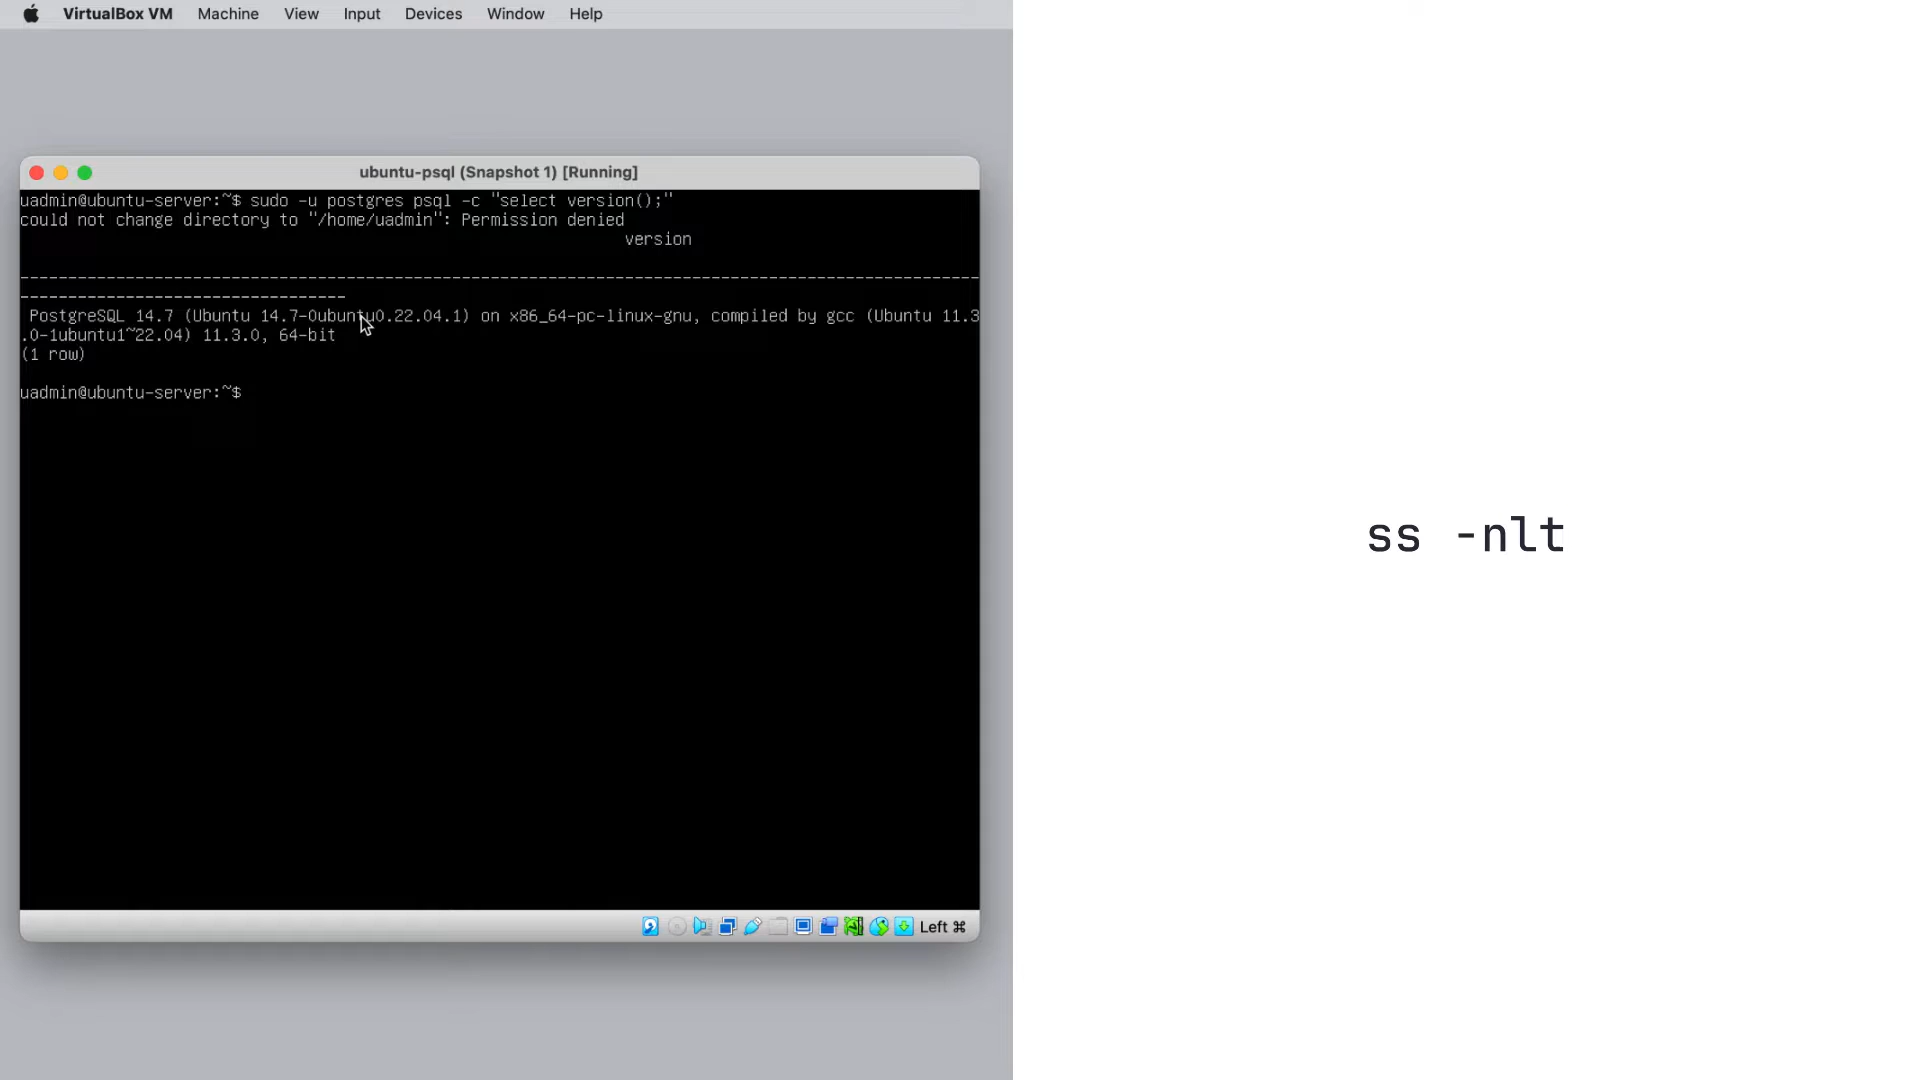 VirtualBox VM Machine View Input Devices Window Help
ubuntu-psql (Snapshot 1) [Running]
uadmin@ubuntu-server:~$ sudo -u postgres psql -c "select version();"
could not change directory to "/home/uadmin": Permission denied
version
----------------------------------------------------------------------------------------------------
----------------------------------
PostgreSQL 14.7 (Ubuntu 14.7-0ubuntu0.22.04.1) on x86_64-pc-linux-gnu, compiled by gcc (Ubuntu 11.3
.0-1ubuntu1~22.04) 11.3.0, 64-bit
(1 row)
uadmin@ubuntu-server:~$
Left ⌘
ss -nlt